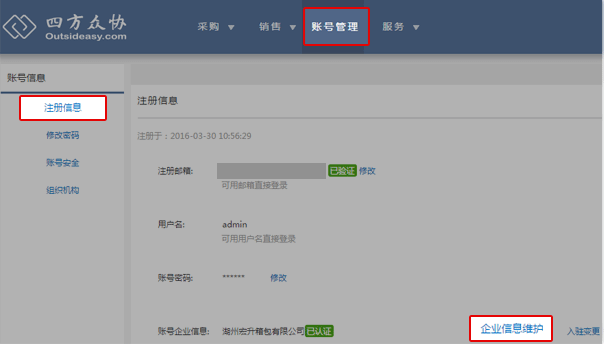 四方众协
Outsideasy.com
采购 销售 账号管理 服务
账号信息
注册信息
修改密码
账号安全
组织机构
注册信息
注册于：2016-03-30 10:56:29
注册邮箱: 已验证 修改
可用邮箱直接登录
用户名: admin
可用用户名直接登录
账号密码: ****** 修改
账号企业信息: 湖州宏升箱包有限公司 已认证 企业信息维护 入驻变更